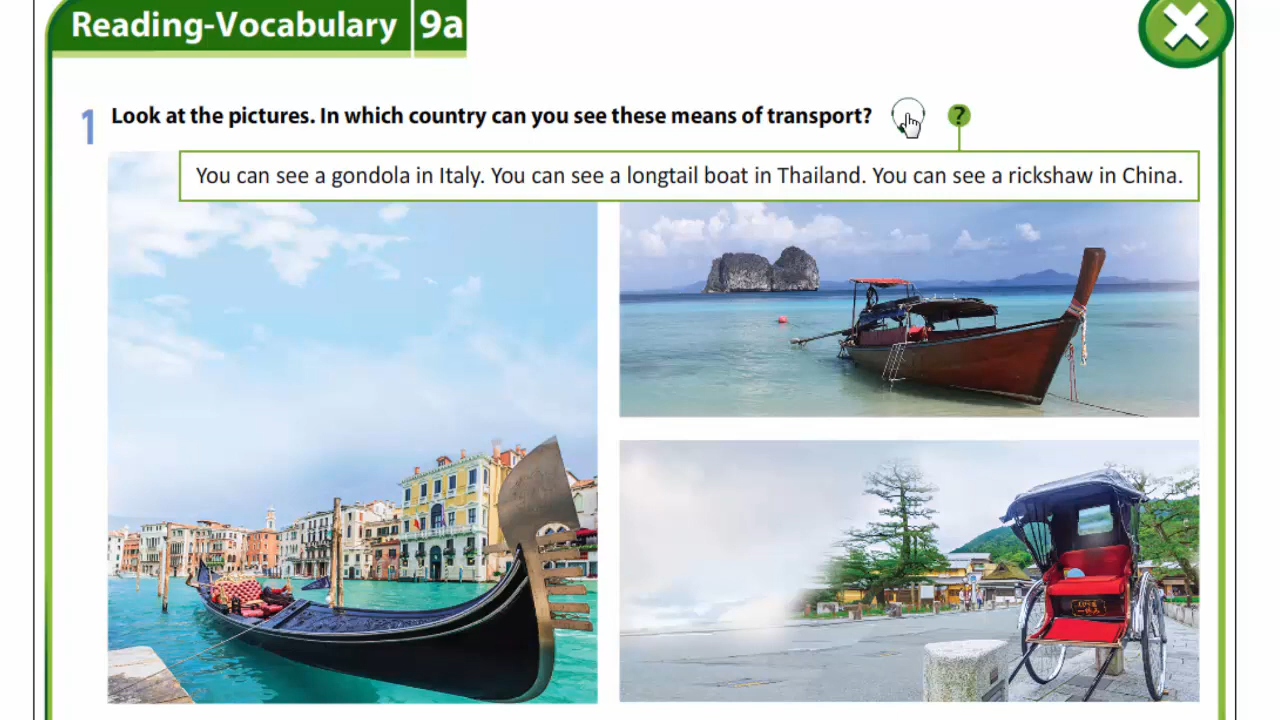 Reading-Vocabulary 9a
1 Look at the pictures. In which country can you see these means of transport? ?
You can see a gondola in Italy. You can see a longtail boat in Thailand. You can see a rickshaw in China.